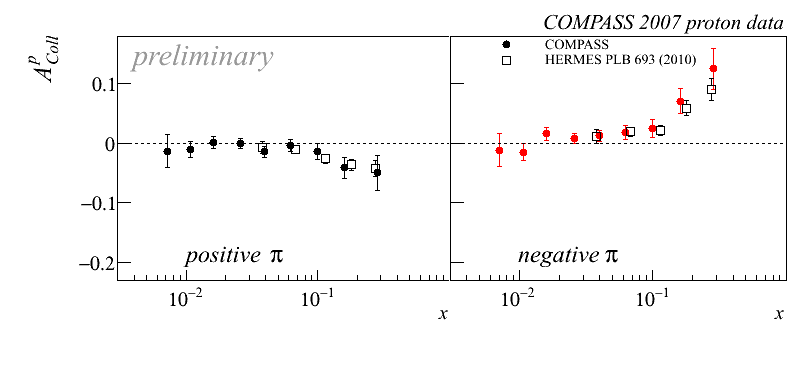 COMPASS 2007 proton data
A^p_Coll
preliminary
COMPASS
HERMES PLB 693 (2010)
0.1
0
−0.1
−0.2
positive π
negative π
10⁻² 10⁻¹ 10⁻² 10⁻¹
x x